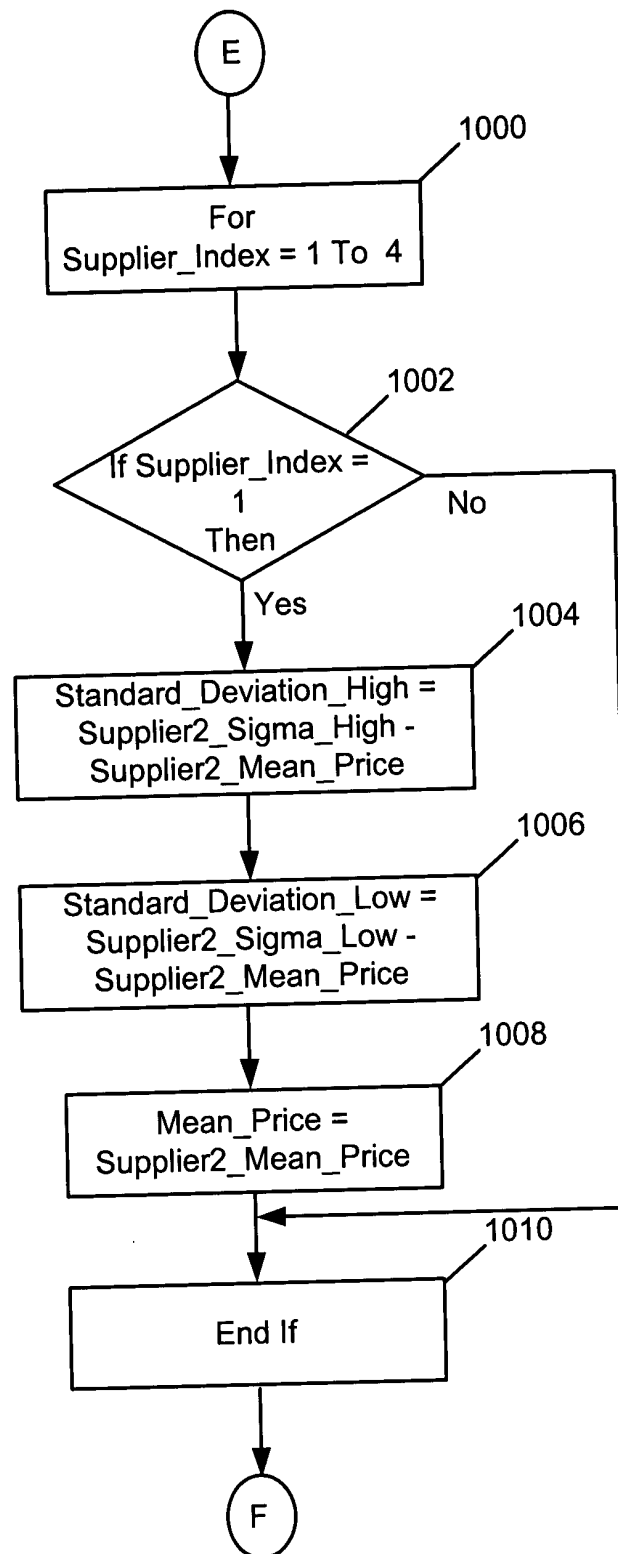 E
1000
For
Supplier_Index = 1 To 4
1002
If Supplier_Index =
1
Then
No
Yes
1004
Standard_Deviation_High =
Supplier2_Sigma_High -
Supplier2_Mean_Price
1006
Standard_Deviation_Low =
Supplier2_Sigma_Low -
Supplier2_Mean_Price
1008
Mean_Price =
Supplier2_Mean_Price
1010
End If
F